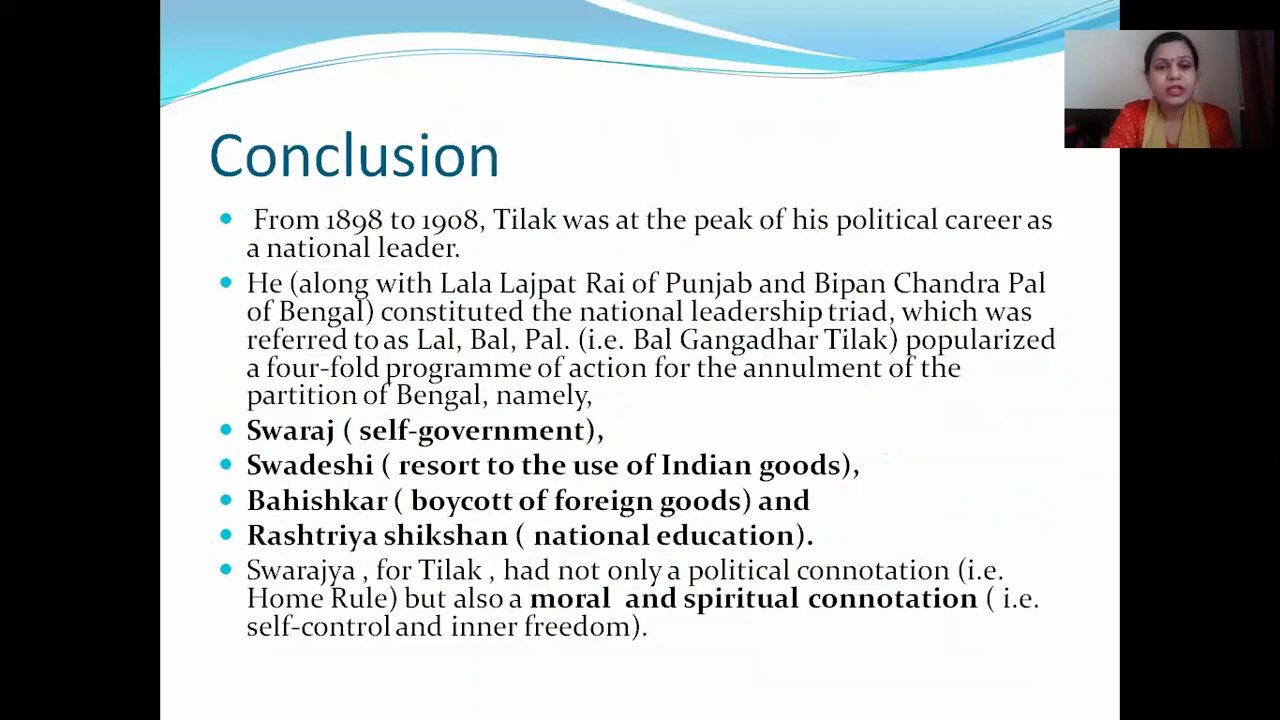 Conclusion
From 1898 to 1908, Tilak was at the peak of his political career as
a national leader.
He (along with Lala Lajpat Rai of Punjab and Bipan Chandra Pal
of Bengal) constituted the national leadership triad, which was
referred to as Lal, Bal, Pal. (i.e. Bal Gangadhar Tilak) popularized
a four-fold programme of action for the annulment of the
partition of Bengal, namely,
Swaraj ( self-government),
Swadeshi ( resort to the use of Indian goods),
Bahishkar ( boycott of foreign goods) and
Rashtriya shikshan ( national education).
Swarajya , for Tilak , had not only a political connotation (i.e.
Home Rule) but also a moral and spiritual connotation ( i.e.
self-control and inner freedom).